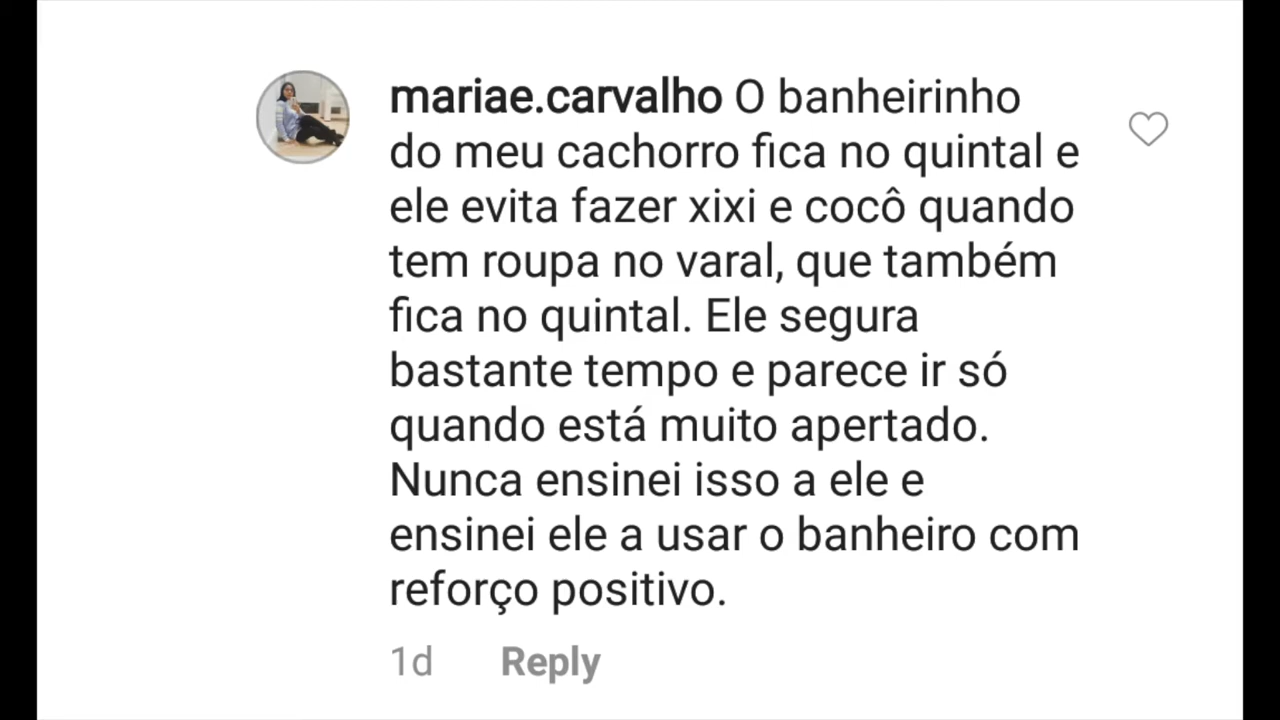 mariae.carvalho O banheirinho
do meu cachorro fica no quintal e
ele evita fazer xixi e cocô quando
tem roupa no varal, que também
fica no quintal. Ele segura
bastante tempo e parece ir só
quando está muito apertado.
Nunca ensinei isso a ele e
ensinei ele a usar o banheiro com
reforço positivo.
1d Reply